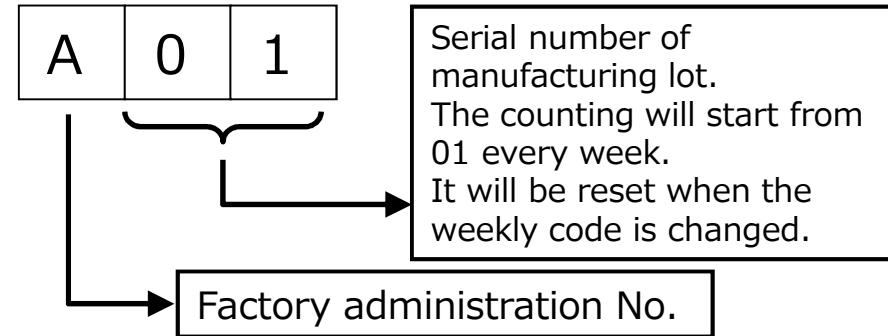 A 0 1
Serial number of
manufacturing lot.
The counting will start from
01 every week.
It will be reset when the
weekly code is changed.
Factory administration No.